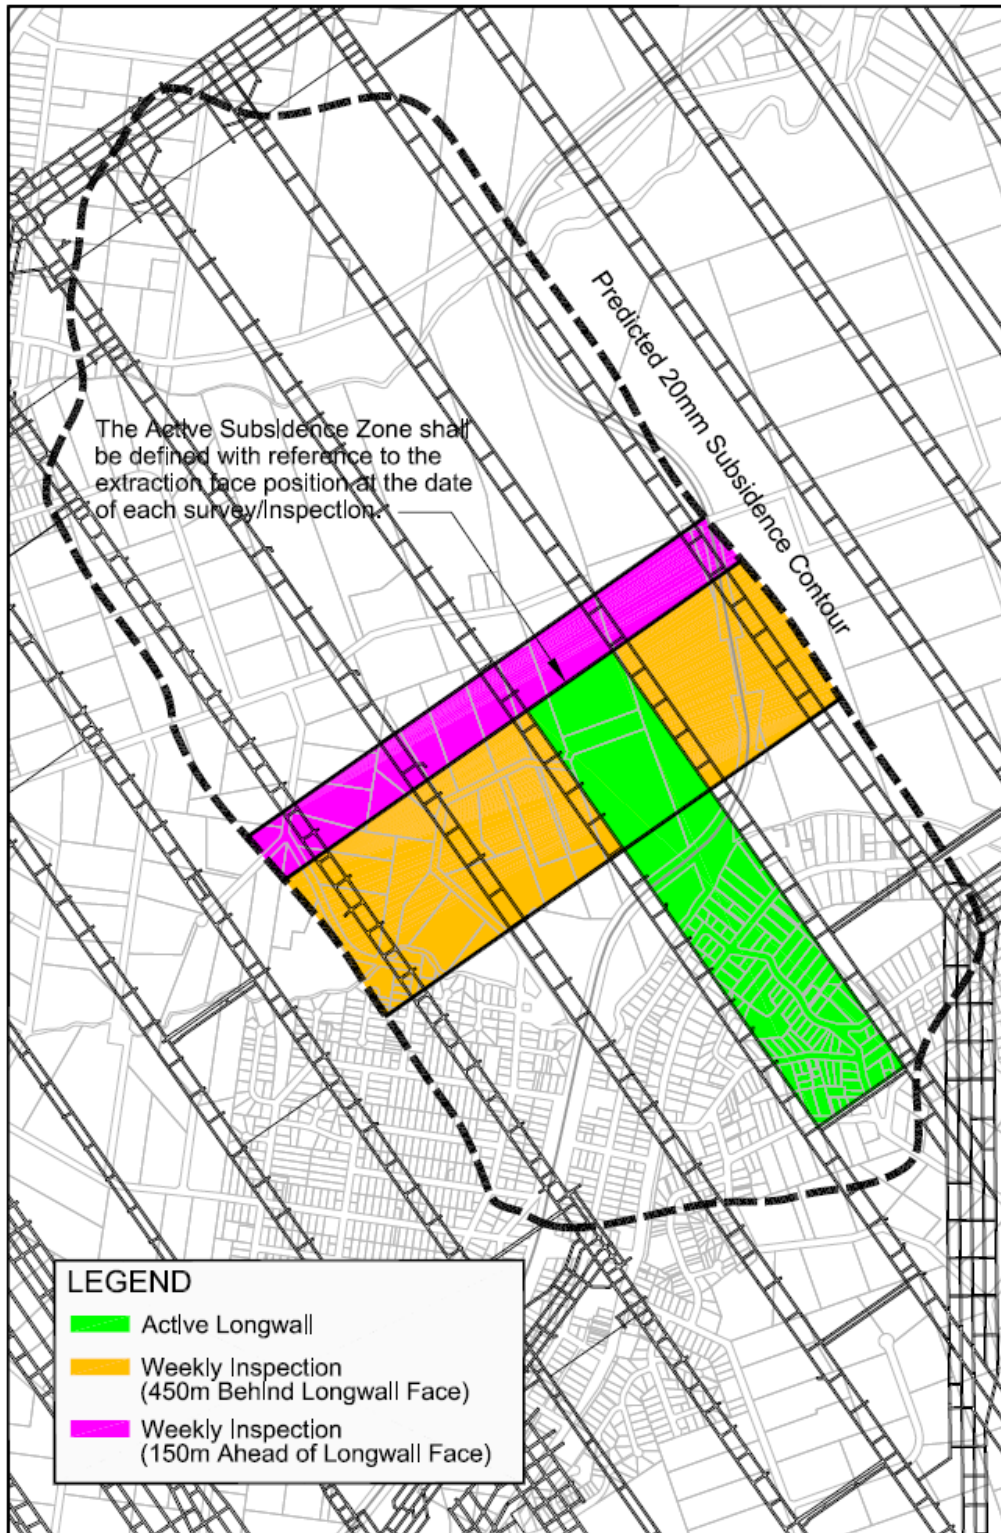 Predicted 20mm Subsidence Contour
The Active Subsidence Zone shall
be defined with reference to the
extraction face position at the date
of each survey/Inspection.
LEGEND
Active Longwall
Weekly Inspection
(450m Behind Longwall Face)
Weekly Inspection
(150m Ahead of Longwall Face)